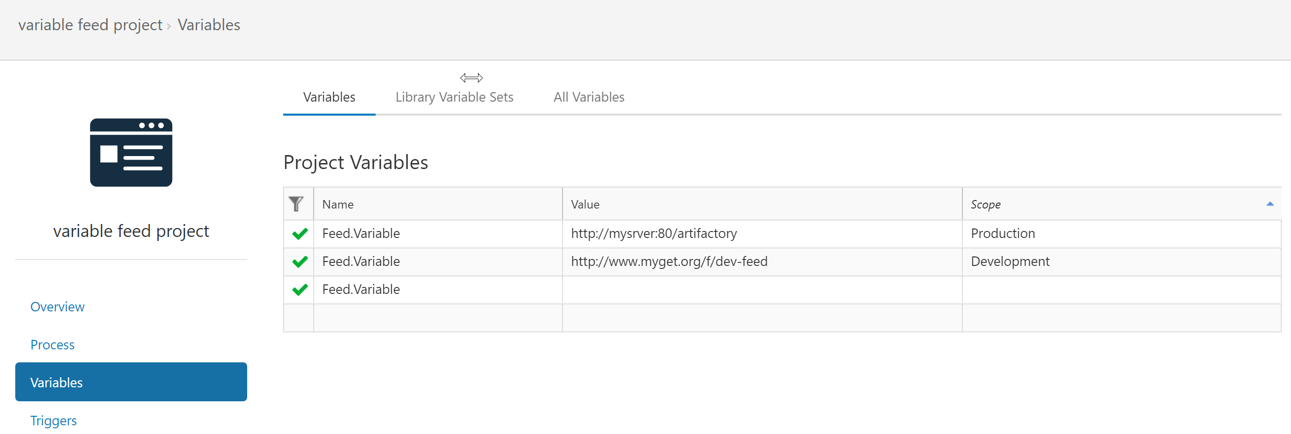 variable feed project › Variables
Variables Library Variable Sets All Variables
Project Variables
Name Value Scope
Feed.Variable http://mysrver:80/artifactory Production
Feed.Variable http://www.myget.org/f/dev-feed Development
Feed.Variable
variable feed project
Overview
Process
Variables
Triggers